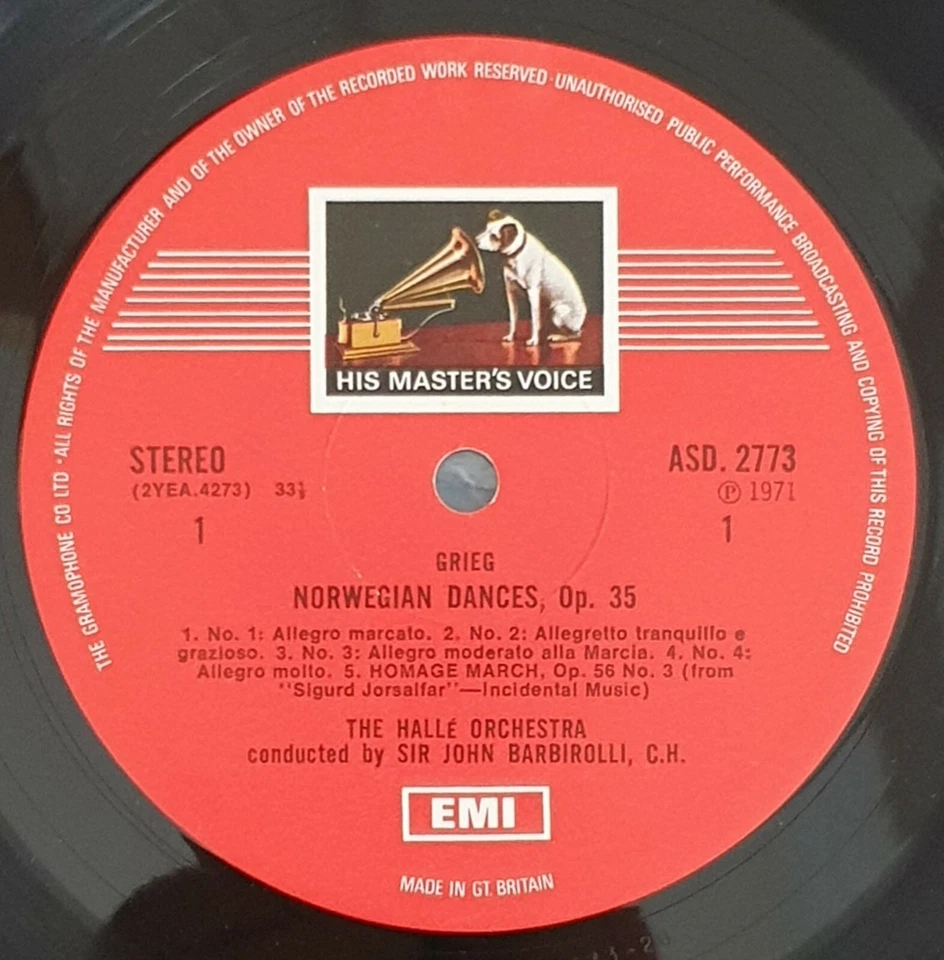 THE GRAMOPHONE CO LTD · ALL RIGHTS OF THE MANUFACTURER AND OF THE OWNER OF THE RECORDED WORK RESERVED · UNAUTHORISED PUBLIC PERFORMANCE BROADCASTING AND COPYING OF THIS RECORD PROHIBITED
HIS MASTER'S VOICE
STEREO ASD. 2773
(2YEA.4273) 33⅓ Ⓟ 1971
1 1
GRIEG
NORWEGIAN DANCES, Op. 35
1. No. 1: Allegro marcato. 2. No. 2: Allegretto tranquillo e
grazioso. 3. No. 3: Allegro moderato alla Marcia. 4. No. 4:
Allegro molto. 5. HOMAGE MARCH, Op. 56 No. 3 (from
"Sigurd Jorsalfar"—Incidental Music)
THE HALLÉ ORCHESTRA
conducted by SIR JOHN BARBIROLLI, C.H.
EMI
MADE IN GT. BRITAIN